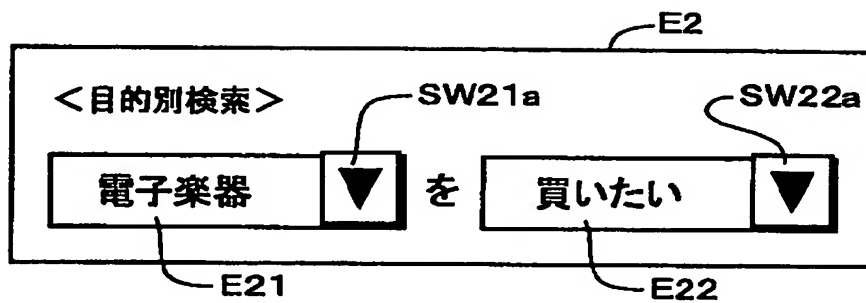 E2
<目的別検索>
SW21a
SW22a
電子楽器 ▼ を 買いたい ▼
E21
E22